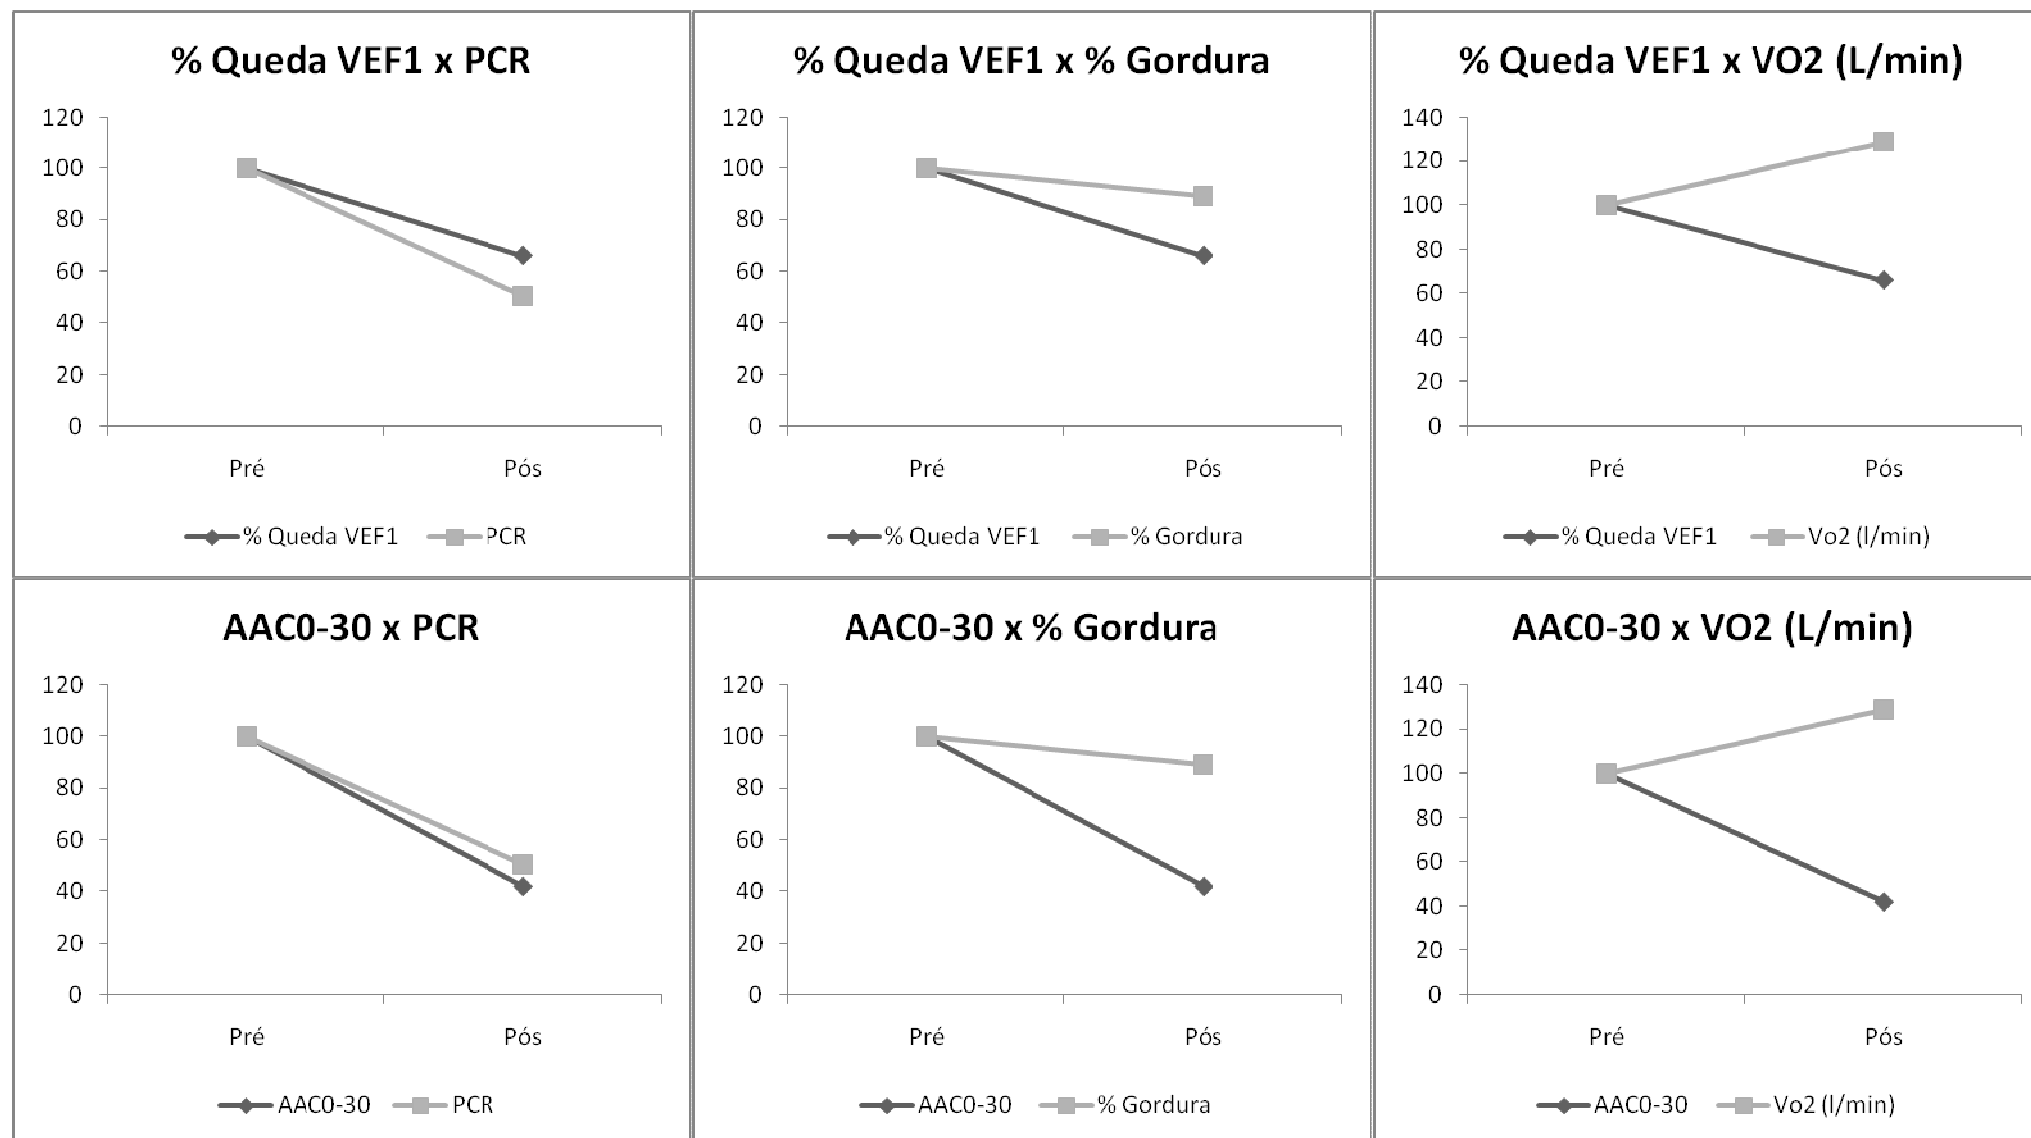 % Queda VEF1 x PCR
120
100
80
60
40
20
0
Pré Pós
% Queda VEF1 PCR
% Queda VEF1 x % Gordura
120
100
80
60
40
20
0
Pré Pós
% Queda VEF1 % Gordura
% Queda VEF1 x VO2 (L/min)
140
120
100
80
60
40
20
0
Pré Pós
% Queda VEF1 Vo2 (l/min)
AAC0-30 x PCR
120
100
80
60
40
20
0
Pré Pós
AAC0-30 PCR
AAC0-30 x % Gordura
120
100
80
60
40
20
0
Pré Pós
AAC0-30 % Gordura
AAC0-30 x VO2 (L/min)
140
120
100
80
60
40
20
0
Pré Pós
AAC0-30 Vo2 (l/min)